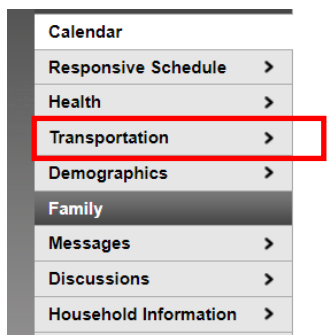 Calendar
Responsive Schedule
Health
Transportation
Demographics
Family
Messages
Discussions
Household Information